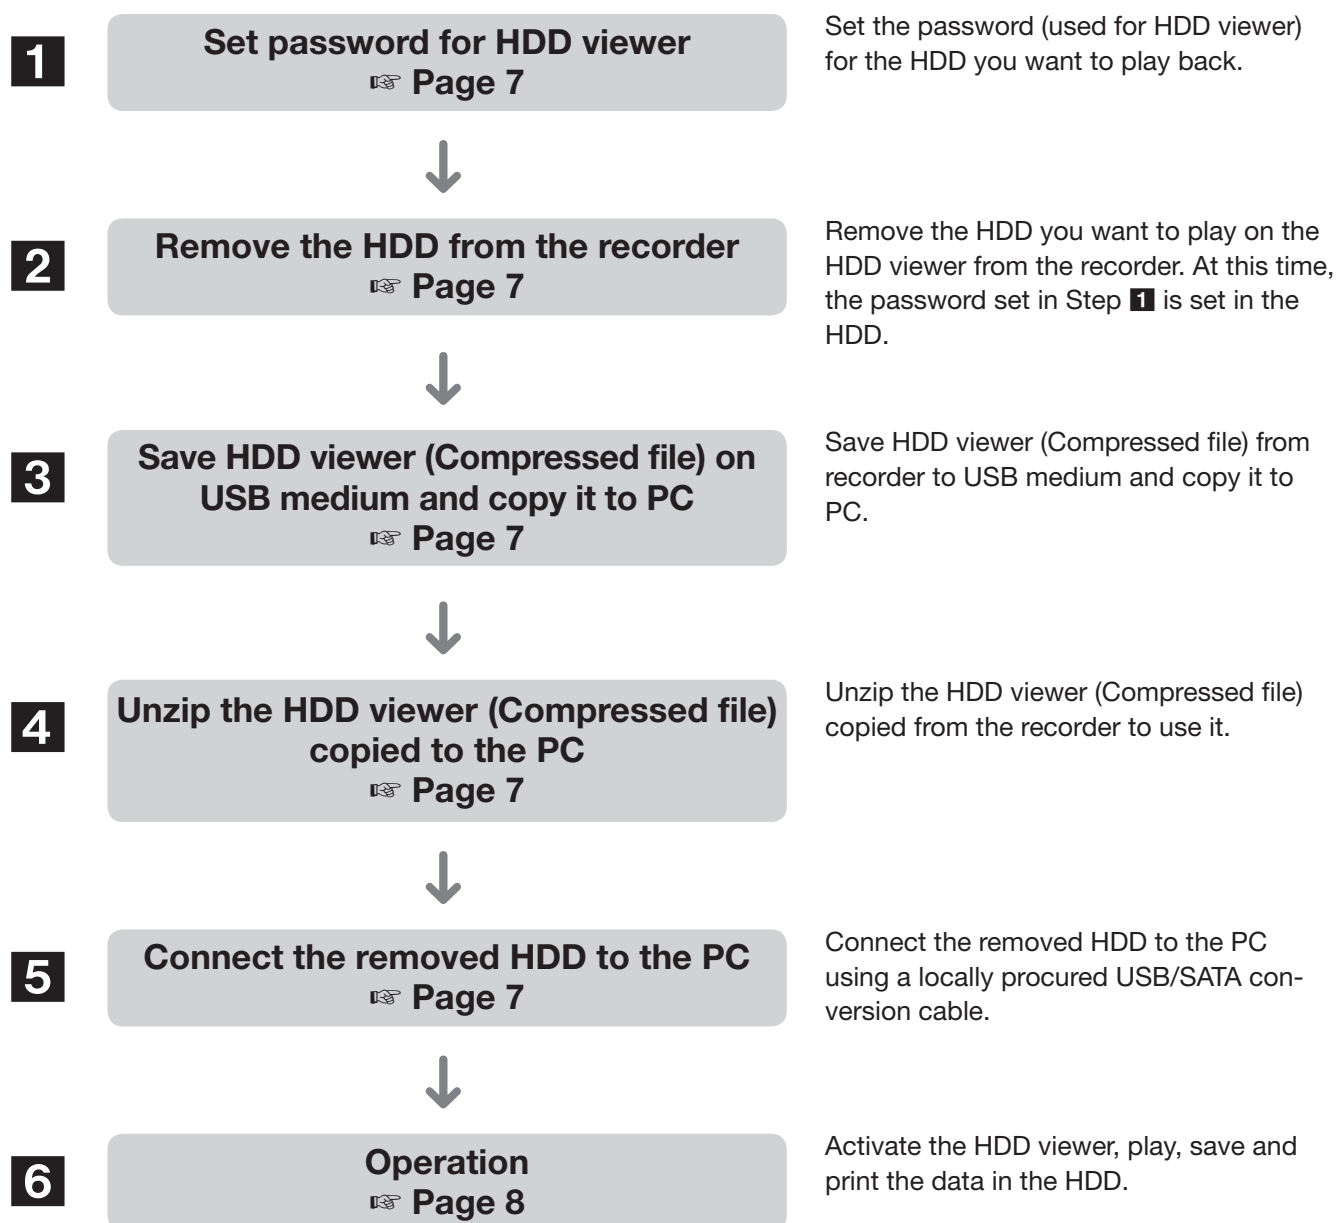 1
Set password for HDD viewer
☞ Page 7
Set the password (used for HDD viewer)
for the HDD you want to play back.
2
Remove the HDD from the recorder
☞ Page 7
Remove the HDD you want to play on the
HDD viewer from the recorder. At this time,
the password set in Step 1 is set in the
HDD.
3
Save HDD viewer (Compressed file) on
USB medium and copy it to PC
☞ Page 7
Save HDD viewer (Compressed file) from
recorder to USB medium and copy it to
PC.
4
Unzip the HDD viewer (Compressed file)
copied to the PC
☞ Page 7
Unzip the HDD viewer (Compressed file)
copied from the recorder to use it.
5
Connect the removed HDD to the PC
☞ Page 7
Connect the removed HDD to the PC
using a locally procured USB/SATA con-
version cable.
6
Operation
☞ Page 8
Activate the HDD viewer, play, save and
print the data in the HDD.